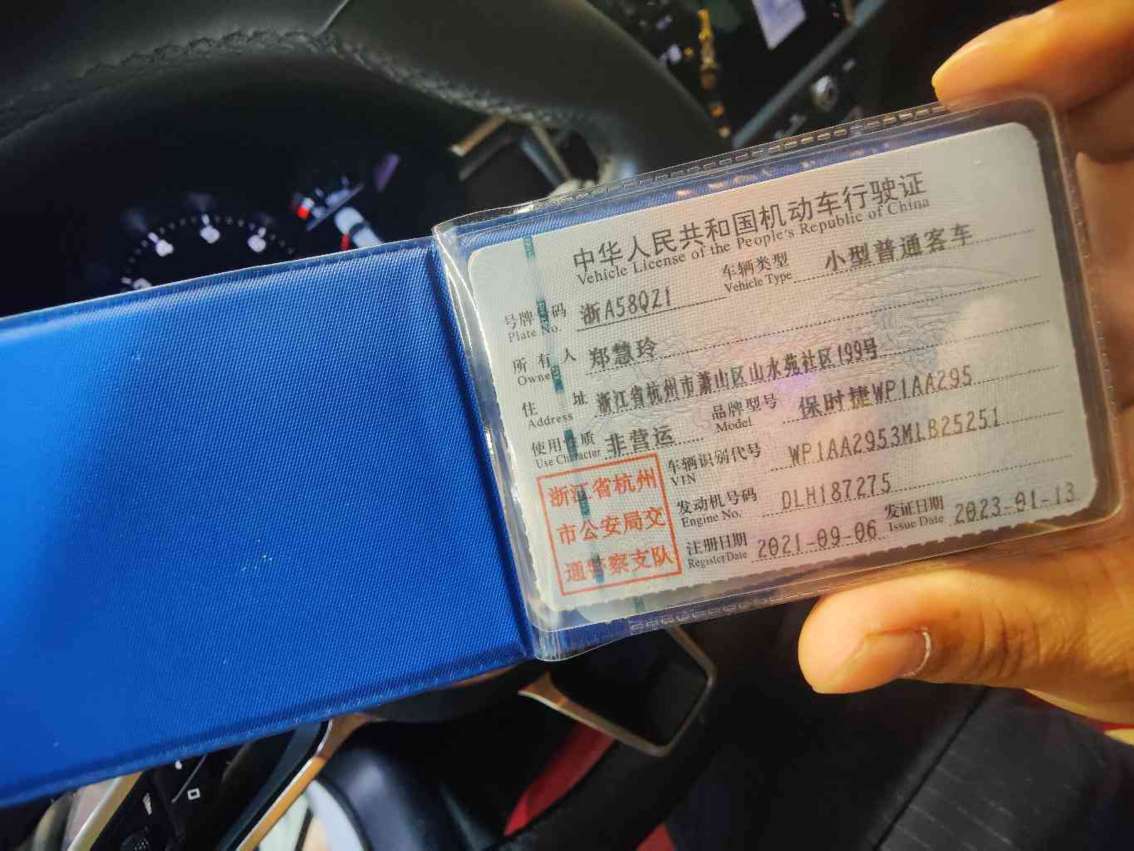 中华人民共和国机动车行驶证
Vehicle License of the People's Republic of China
号牌号码 浙A58Q21 车辆类型 小型普通客车
Plate No. Vehicle Type
所有人 郑慧玲
Owner
住址 浙江省杭州市萧山区山水苑社区199号
Address
使用性质 非营运 品牌型号 保时捷WP1AA295
Use Character Model
浙江省杭州
市公安局交
通警察支队
车辆识别代号 WP1AA2953MLB25251
VIN
发动机号码 DLH187275
Engine No.
注册日期 2021-09-06 发证日期 2023-01-13
Register Date Issue Date